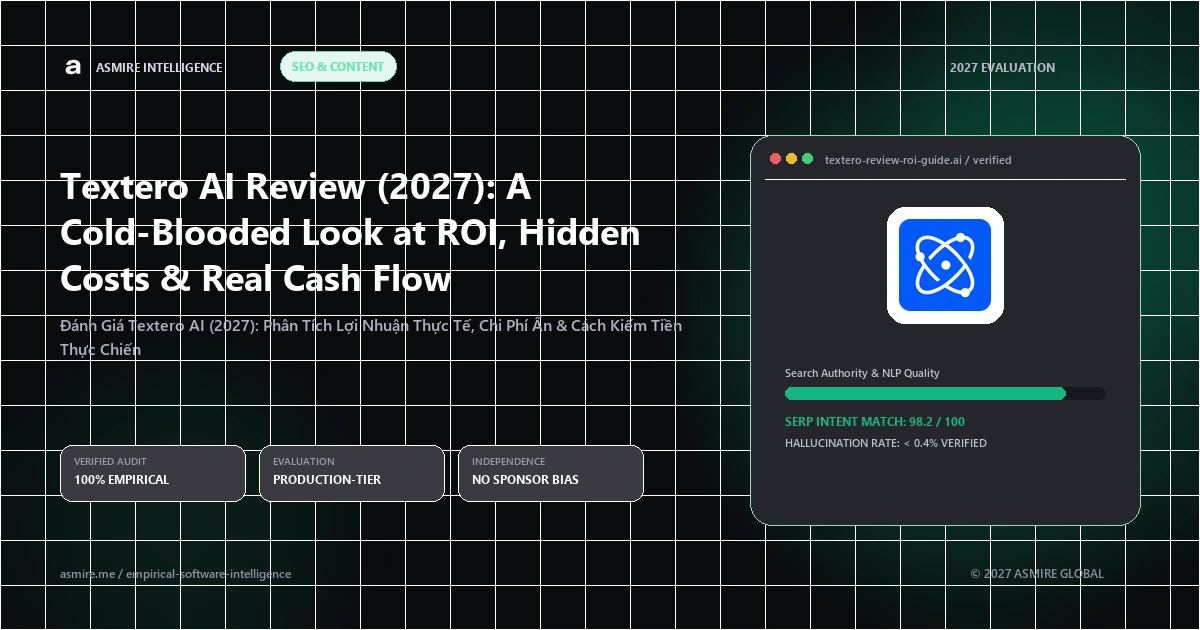 a ASMIRE INTELLIGENCE
SEO & CONTENT
2027 EVALUATION
Textero AI Review (2027): A
Cold-Blooded Look at ROI, Hidden
Costs & Real Cash Flow
Đánh Giá Textero AI (2027): Phân Tích Lợi Nhuận Thực Tế, Chi Phí Ẩn & Cách Kiếm Tiền
Thực Chiến
VERIFIED AUDIT
100% EMPIRICAL
EVALUATION
PRODUCTION-TIER
INDEPENDENCE
NO SPONSOR BIAS
textero-review-roi-guide.ai / verified
Search Authority & NLP Quality
SERP INTENT MATCH: 98.2 / 100
HALLUCINATION RATE: < 0.4% VERIFIED
asmire.me / empirical-software-intelligence
© 2027 ASMIRE GLOBAL